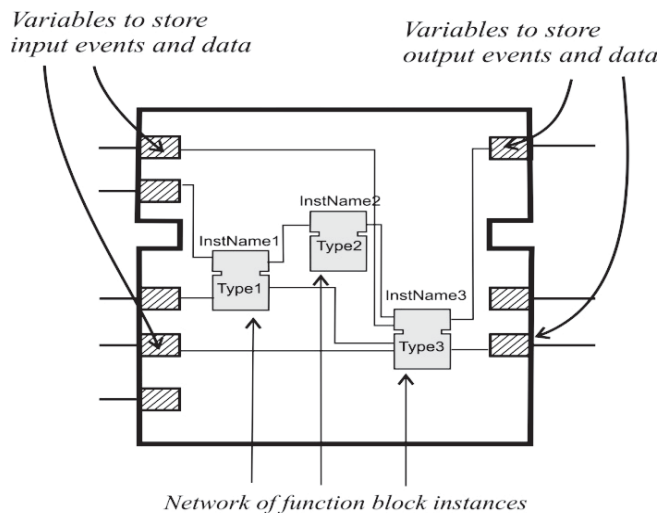 Variables to store
input events and data
Variables to store
output events and data
InstName2
InstName1
Type2
Type1
InstName3
Type3
Network of function block instances